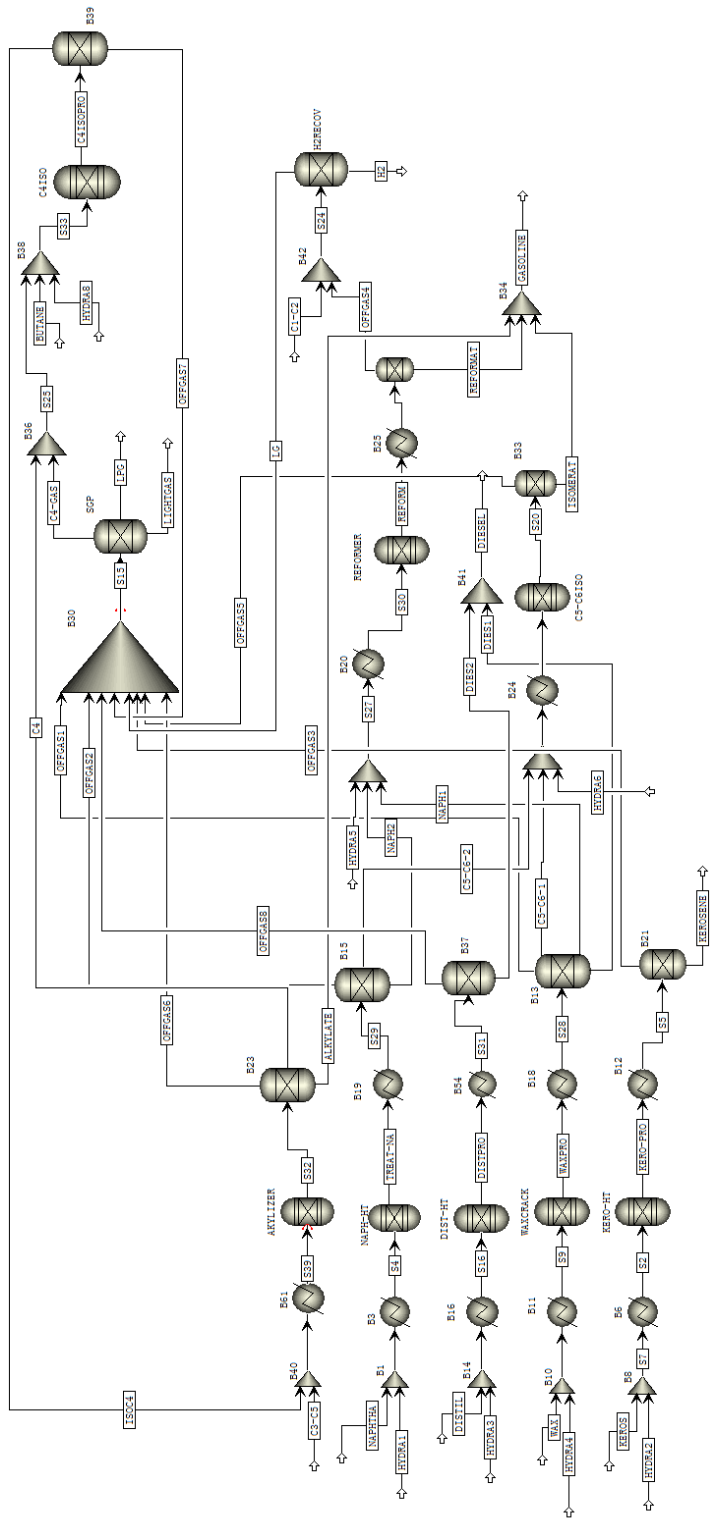 B39
C4ISOPRO
C4ISO
S33
B38
BUTANE
HYDRA8
S25
B36
C4-GAS
SGP
LPG
LIGHTGAS
S15
B30
OFFGAS7
H2RECOV
H2
S24
B42
C1-C2
OFFGAS4
GASOLINE
B34
LG
REFORMAT
B25
REFORM
REFORMER
S30
B20
S27
HYDRA5
NAPH2
NAPH1
B33
ISOMERAT
S20
C5-C6ISO
DIESEL
B41
DIES2
DIES1
B24
HYDRA6
OFFGAS5
OFFGAS3
C4
OFFGAS1
OFFGAS2
OFFGAS6
OFFGAS8
C5-C6-2
C5-C6-1
ISOC4
B40
C3-C5
B61
S39
AKYLIZER
S32
B23
ALKYLATE
NAPHTHA
HYDRA1
B1
B3
S4
NAPH-HT
TREAT-NA
B19
S29
B15
DISTIL
HYDRA3
B14
B16
S16
DIST-HT
DISTPRO
B54
S31
B37
WAX
HYDRA4
B10
B11
S9
WAXCRACK
WAXPRO
B18
S28
B13
KEROS
HYDRA2
B8
S7
B6
S2
KERO-HT
KERO-PRO
B12
S5
B21
KEROSENE